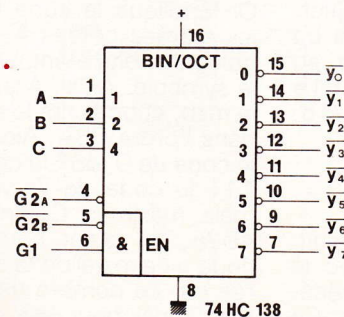 +
16
BIN/OCT
A 1 1
B 2 2
C 3 4
G2A 4
G2B 5
G1 6 & EN
0 15 y0
1 14 y1
2 13 y2
3 12 y3
4 11 y4
5 10 y5
6 9 y6
7 7 y7
8
74 HC 138